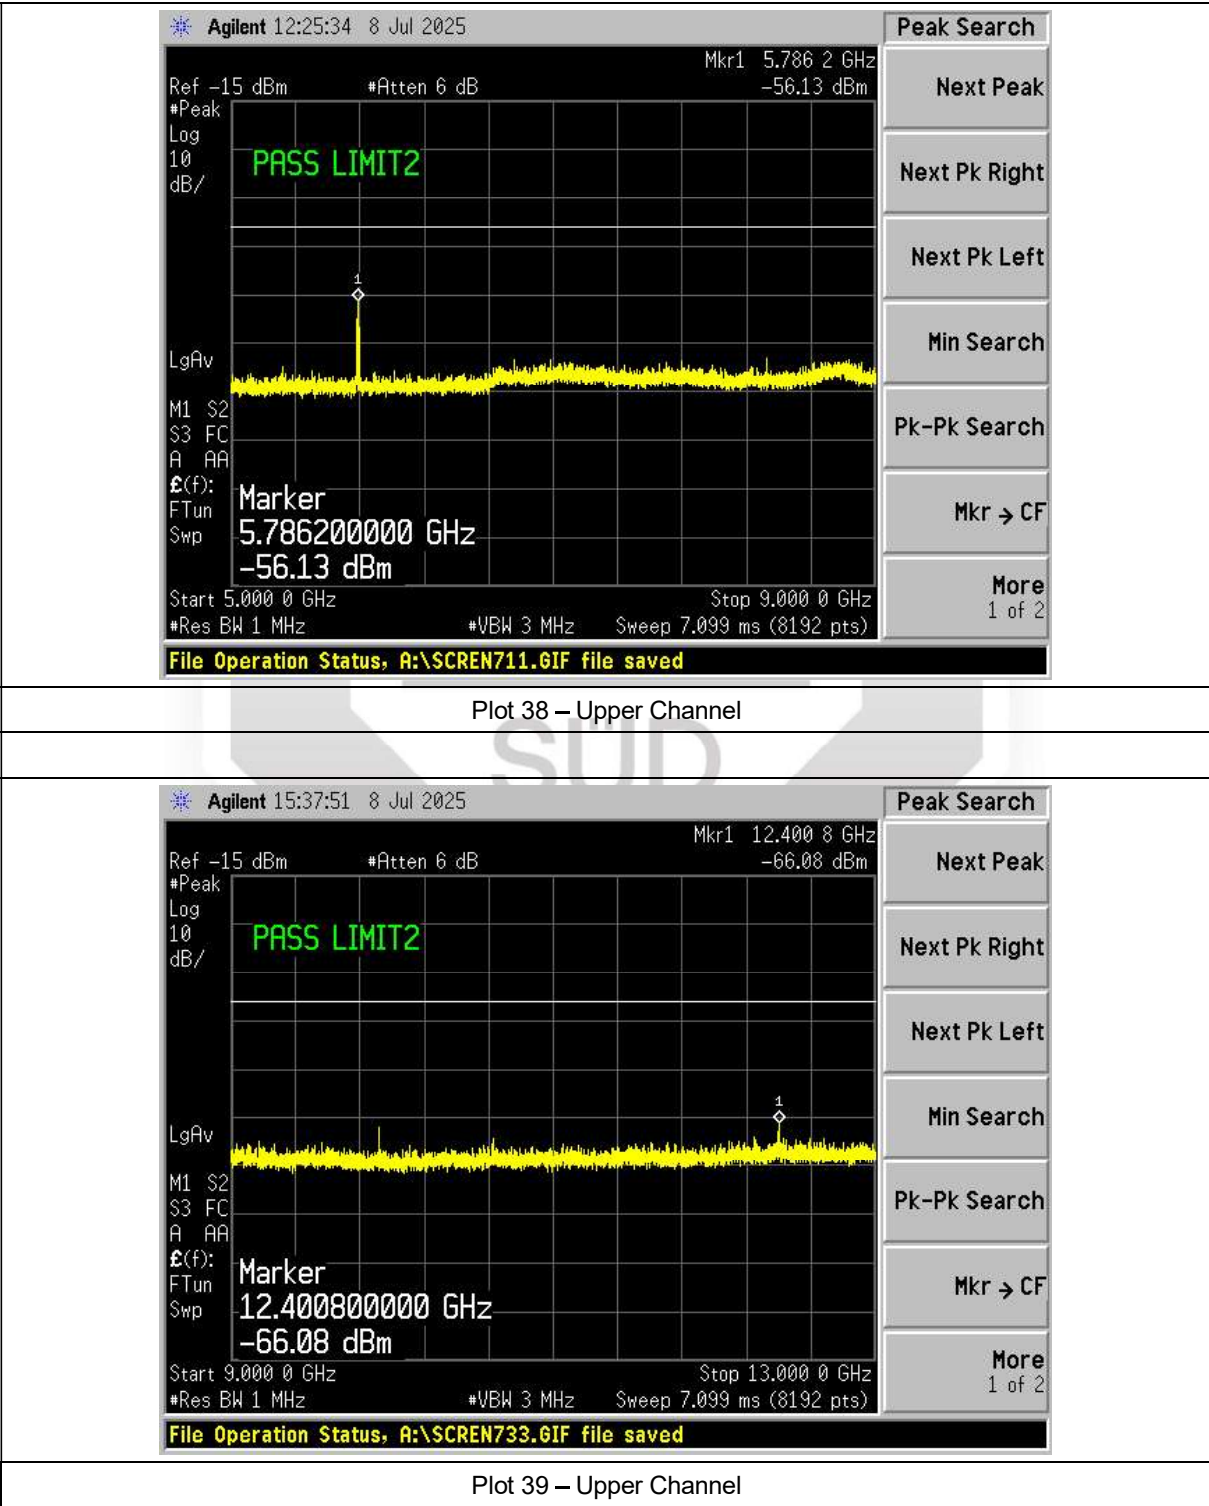 Agilent 12:25:34 8 Jul 2025
Peak Search
Mkr1 5.786 2 GHz
Ref -15 dBm #Atten 6 dB -56.13 dBm
#Peak
Log
10
dB/
PASS LIMIT2
1
LgAv
M1 S2
S3 FC
A AA
£(f):
FTun
Swp
Marker
5.786200000 GHz
-56.13 dBm
Start 5.000 0 GHz Stop 9.000 0 GHz
#Res BW 1 MHz #VBW 3 MHz Sweep 7.099 ms (8192 pts)
File Operation Status, A:\SCREN711.GIF file saved
Next Peak
Next Pk Right
Next Pk Left
Min Search
Pk-Pk Search
Mkr → CF
More
1 of 2
Plot 38 – Upper Channel
SÜD
Agilent 15:37:51 8 Jul 2025
Peak Search
Mkr1 12.400 8 GHz
Ref -15 dBm #Atten 6 dB -66.08 dBm
#Peak
Log
10
dB/
PASS LIMIT2
1
LgAv
M1 S2
S3 FC
A AA
£(f):
FTun
Swp
Marker
12.400800000 GHz
-66.08 dBm
Start 9.000 0 GHz Stop 13.000 0 GHz
#Res BW 1 MHz #VBW 3 MHz Sweep 7.099 ms (8192 pts)
File Operation Status, A:\SCREN733.GIF file saved
Next Peak
Next Pk Right
Next Pk Left
Min Search
Pk-Pk Search
Mkr → CF
More
1 of 2
Plot 39 – Upper Channel